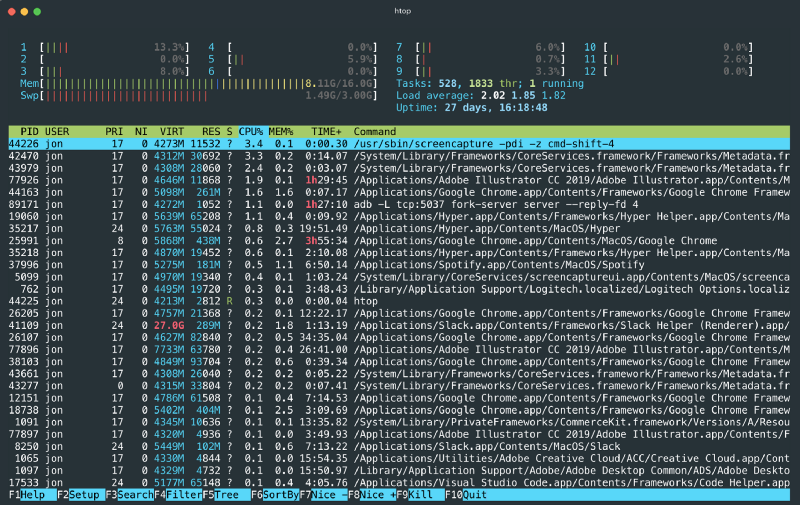 htop
1 [|||| 13.3%] 4 [ 0.0%] 7 [|| 6.0%] 10 [ 0.0%]
2 [ 0.0%] 5 [|| 5.9%] 8 [| 0.7%] 11 [|| 2.6%]
3 [||| 8.0%] 6 [ 0.0%] 9 [|| 3.3%] 12 [ 0.0%]
Mem[ 8.11G/16.0G] Tasks: 528, 1833 thr; 1 running
Swp[ 1.49G/3.00G] Load average: 2.02 1.85 1.82
Uptime: 27 days, 16:18:48
PID USER PRI NI VIRT RES S CPU% MEM% TIME+ Command
44226 jon 17 0 4273M 11532 ? 3.4 0.1 0:00.30 /usr/sbin/screencapture -pdi -z cmd-shift-4
42470 jon 17 0 4312M 30692 ? 3.3 0.2 0:14.07 /System/Library/Frameworks/CoreServices.framework/Frameworks/Metadata.fr
43979 jon 17 0 4308M 28060 ? 2.4 0.2 0:03.07 /System/Library/Frameworks/CoreServices.framework/Frameworks/Metadata.fr
77926 jon 17 0 4646M 11868 ? 1.9 0.1 1h29:45 /Applications/Adobe Illustrator CC 2019/Adobe Illustrator.app/Contents/M
44163 jon 17 0 5098M 261M ? 1.6 1.6 0:07.17 /Applications/Google Chrome.app/Contents/Frameworks/Google Chrome Framew
89171 jon 17 0 4272M 1052 ? 1.1 0.0 1h27:10 adb -L tcp:5037 fork-server server --reply-fd 4
19060 jon 17 0 5639M 65208 ? 1.1 0.4 0:09.92 /Applications/Hyper.app/Contents/Frameworks/Hyper Helper.app/Contents/Ma
35217 jon 24 0 5763M 55024 ? 0.8 0.3 19:51.49 /Applications/Hyper.app/Contents/MacOS/Hyper
25991 jon 8 0 5868M 438M ? 0.6 2.7 3h55:34 /Applications/Google Chrome.app/Contents/MacOS/Google Chrome
35218 jon 17 0 4870M 19452 ? 0.6 0.1 2:10.08 /Applications/Hyper.app/Contents/Frameworks/Hyper Helper.app/Contents/Ma
37996 jon 17 0 5275M 181M ? 0.5 1.1 6:50.14 /Applications/Spotify.app/Contents/MacOS/Spotify
5099 jon 17 0 4970M 19340 ? 0.4 0.1 1:03.24 /System/Library/CoreServices/screencaptureui.app/Contents/MacOS/screenca
762 jon 17 0 4495M 19720 ? 0.3 0.1 3:48.43 /Library/Application Support/Logitech.localized/Logitech Options.localiz
44225 jon 24 0 4213M 2812 R 0.3 0.0 0:00.04 htop
26205 jon 17 0 4757M 21368 ? 0.2 0.1 12:22.17 /Applications/Google Chrome.app/Contents/Frameworks/Google Chrome Framew
41109 jon 24 0 27.0G 289M ? 0.2 1.8 1:13.19 /Applications/Slack.app/Contents/Frameworks/Slack Helper (Renderer).app/
26107 jon 17 0 4627M 82840 ? 0.2 0.5 34:35.04 /Applications/Google Chrome.app/Contents/Frameworks/Google Chrome Framew
77896 jon 17 0 7733M 63780 ? 0.2 0.4 26:41.00 /Applications/Adobe Illustrator CC 2019/Adobe Illustrator.app/Contents/M
38103 jon 17 0 4849M 93704 ? 0.2 0.6 0:39.34 /Applications/Google Chrome.app/Contents/Frameworks/Google Chrome Framew
43661 jon 17 0 4308M 26040 ? 0.2 0.2 0:05.22 /System/Library/Frameworks/CoreServices.framework/Frameworks/Metadata.fr
43277 jon 0 0 4315M 33804 ? 0.2 0.2 0:07.41 /System/Library/Frameworks/CoreServices.framework/Frameworks/Metadata.fr
12151 jon 17 0 4786M 61508 ? 0.1 0.4 7:14.53 /Applications/Google Chrome.app/Contents/Frameworks/Google Chrome Framew
18738 jon 17 0 5402M 404M ? 0.1 2.5 3:09.69 /Applications/Google Chrome.app/Contents/Frameworks/Google Chrome Framew
1091 jon 17 0 4345M 10636 ? 0.1 0.1 13:35.82 /System/Library/PrivateFrameworks/CommerceKit.framework/Versions/A/Resou
77897 jon 17 0 4320M 4936 ? 0.1 0.0 3:49.93 /Applications/Adobe Illustrator CC 2019/Adobe Illustrator.app/Contents/F
8250 jon 24 0 5449M 102M ? 0.1 0.6 7:13.22 /Applications/Slack.app/Contents/MacOS/Slack
1065 jon 17 0 4330M 4844 ? 0.1 0.0 15:54.35 /Applications/Utilities/Adobe Creative Cloud/ACC/Creative Cloud.app/Cont
1097 jon 17 0 4329M 4732 ? 0.1 0.0 15:50.97 /Library/Application Support/Adobe/Adobe Desktop Common/ADS/Adobe Deskto
17533 jon 24 0 5177M 65148 ? 0.1 0.4 4:05.76 /Applications/Visual Studio Code.app/Contents/Frameworks/Code Helper.app
F1Help F2Setup F3SearchF4FilterF5Tree F6SortByF7Nice -F8Nice +F9Kill F10Quit